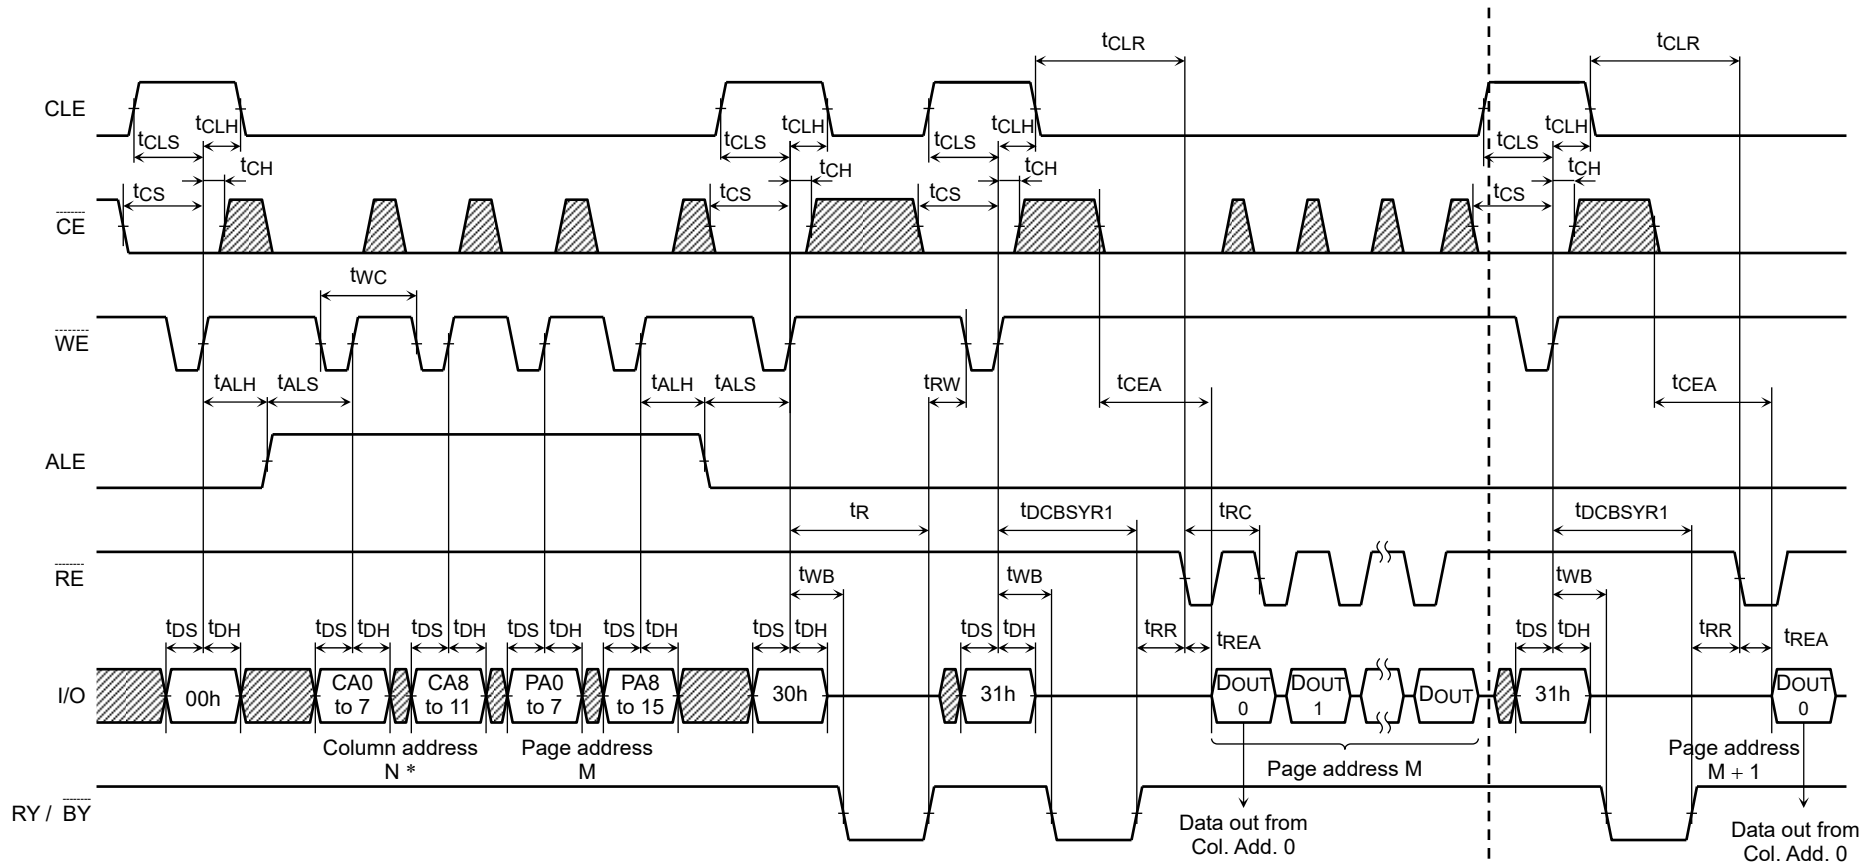 tCLR
tCLR
CLE
tCLS
tCLH
tCLS
tCLH
tCLS
tCLH
tCLS
tCLH
tCH
tCH
tCH
tCH
CE
tCS
tCS
tCS
tCS
tWC
WE
tALH
tALS
tALH
tALS
tRW
tCEA
tCEA
ALE
tR
tDCBSYR1
tRC
tDCBSYR1
RE
tWB
tWB
tWB
tDS
tDH
tDS
tDH
tDS
tDH
tDS
tDH
tDS
tDH
tDS
tDH
tDS
tDH
tRR
tREA
tDS
tDH
tRR
tREA
I/O
00h
CA0
to 7
CA8
to 11
PA0
to 7
PA8
to 15
30h
31h
DOUT
0
DOUT
1
DOUT
31h
DOUT
0
Column address
N *
Page address
M
Page address M
Page address
M + 1
RY / BY
Data out from
Col. Add. 0
Data out from
Col. Add. 0